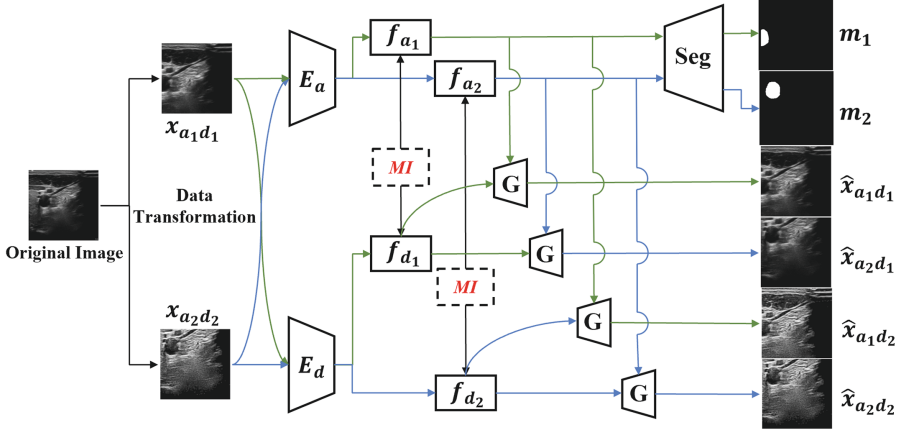 Original Image
x_{a_1d_1}
Data
Transformation
x_{a_2d_2}
E_a
E_d
f_{a_1}
f_{a_2}
MI
f_{d_1}
MI
f_{d_2}
G
G
G
G
Seg
m_1
m_2
x̂_{a_1d_1}
x̂_{a_2d_1}
x̂_{a_1d_2}
x̂_{a_2d_2}